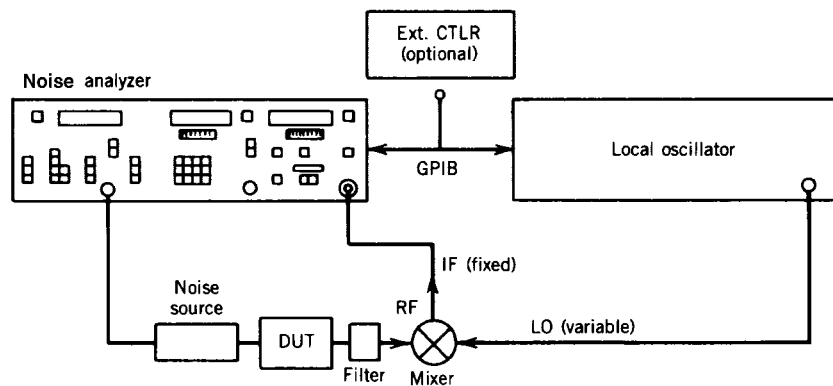 Ext. CTLR
(optional)
Noise analyzer
Local oscillator
GPIB
IF (fixed)
Noise
source
RF
LO (variable)
DUT
Filter
Mixer